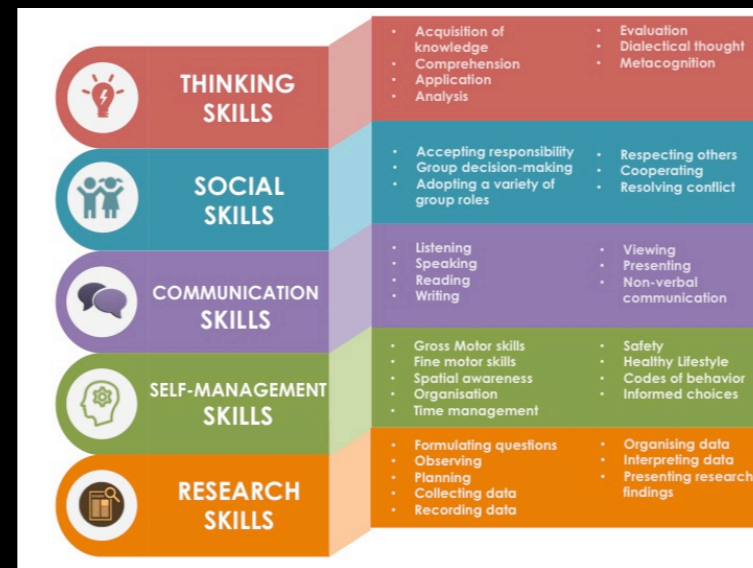 THINKING
SKILLS
• Acquisition of
knowledge
• Comprehension
• Application
• Analysis
• Evaluation
• Dialectical thought
• Metacognition
SOCIAL
SKILLS
• Accepting responsibility
• Group decision-making
• Adopting a variety of
group roles
• Respecting others
• Cooperating
• Resolving conflict
COMMUNICATION
SKILLS
• Listening
• Speaking
• Reading
• Writing
• Viewing
• Presenting
• Non-verbal
communication
SELF-MANAGEMENT
SKILLS
• Gross Motor skills
• Fine motor skills
• Spatial awareness
• Organisation
• Time management
• Safety
• Healthy Lifestyle
• Codes of behavior
• Informed choices
RESEARCH
SKILLS
• Formulating questions
• Observing
• Planning
• Collecting data
• Recording data
• Organising data
• Interpreting data
• Presenting research
findings